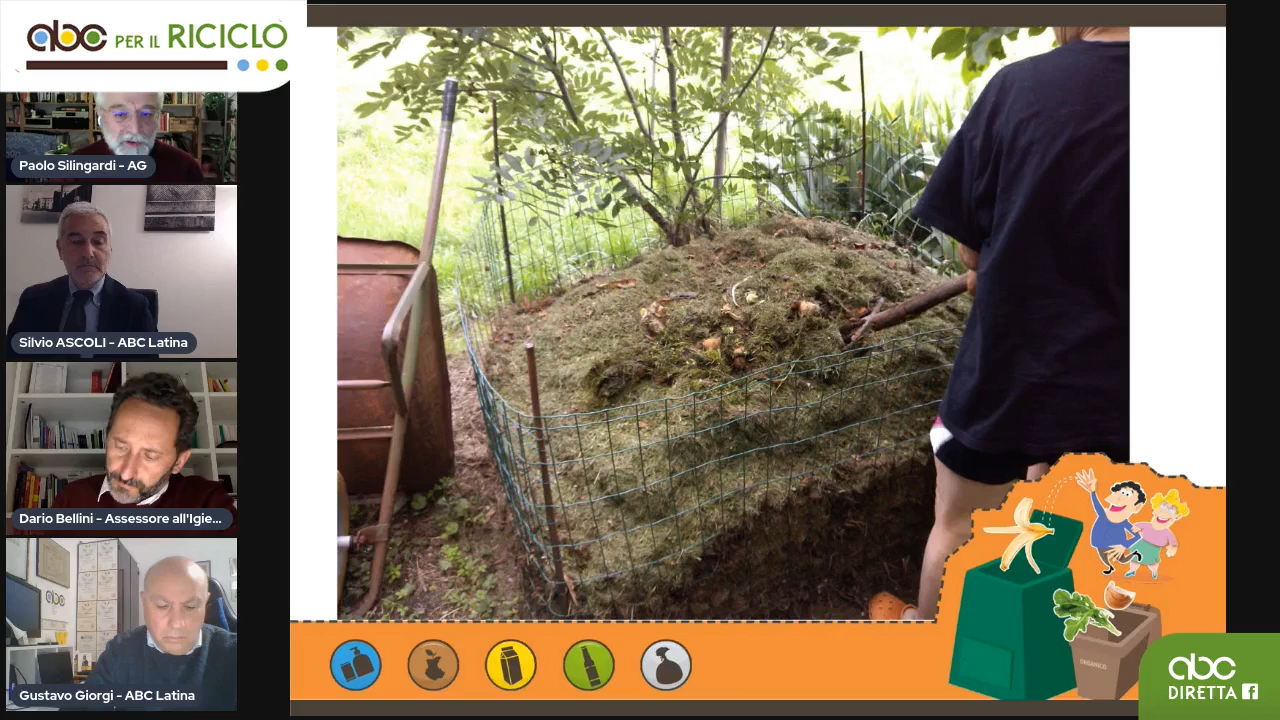 abc PER IL RICICLO
Paolo Silingardi - AG
Silvio ASCOLI - ABC Latina
Dario Bellini - Assessore all'Igie...
abc
Gustavo Giorgi - ABC Latina
ORGANICO
abc
DIRETTA